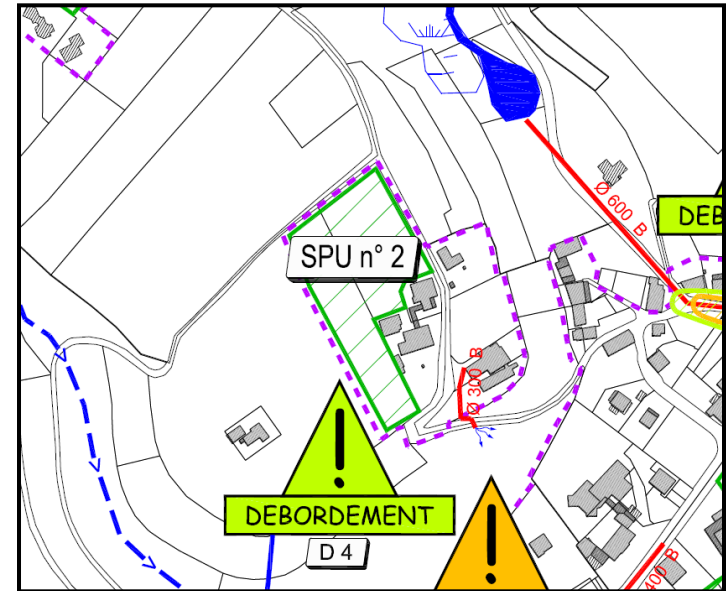 Ø 600 B
DEB
SPU n° 2
Ø 300 B
!
DEBORDEMENT
D 4
!
400 B